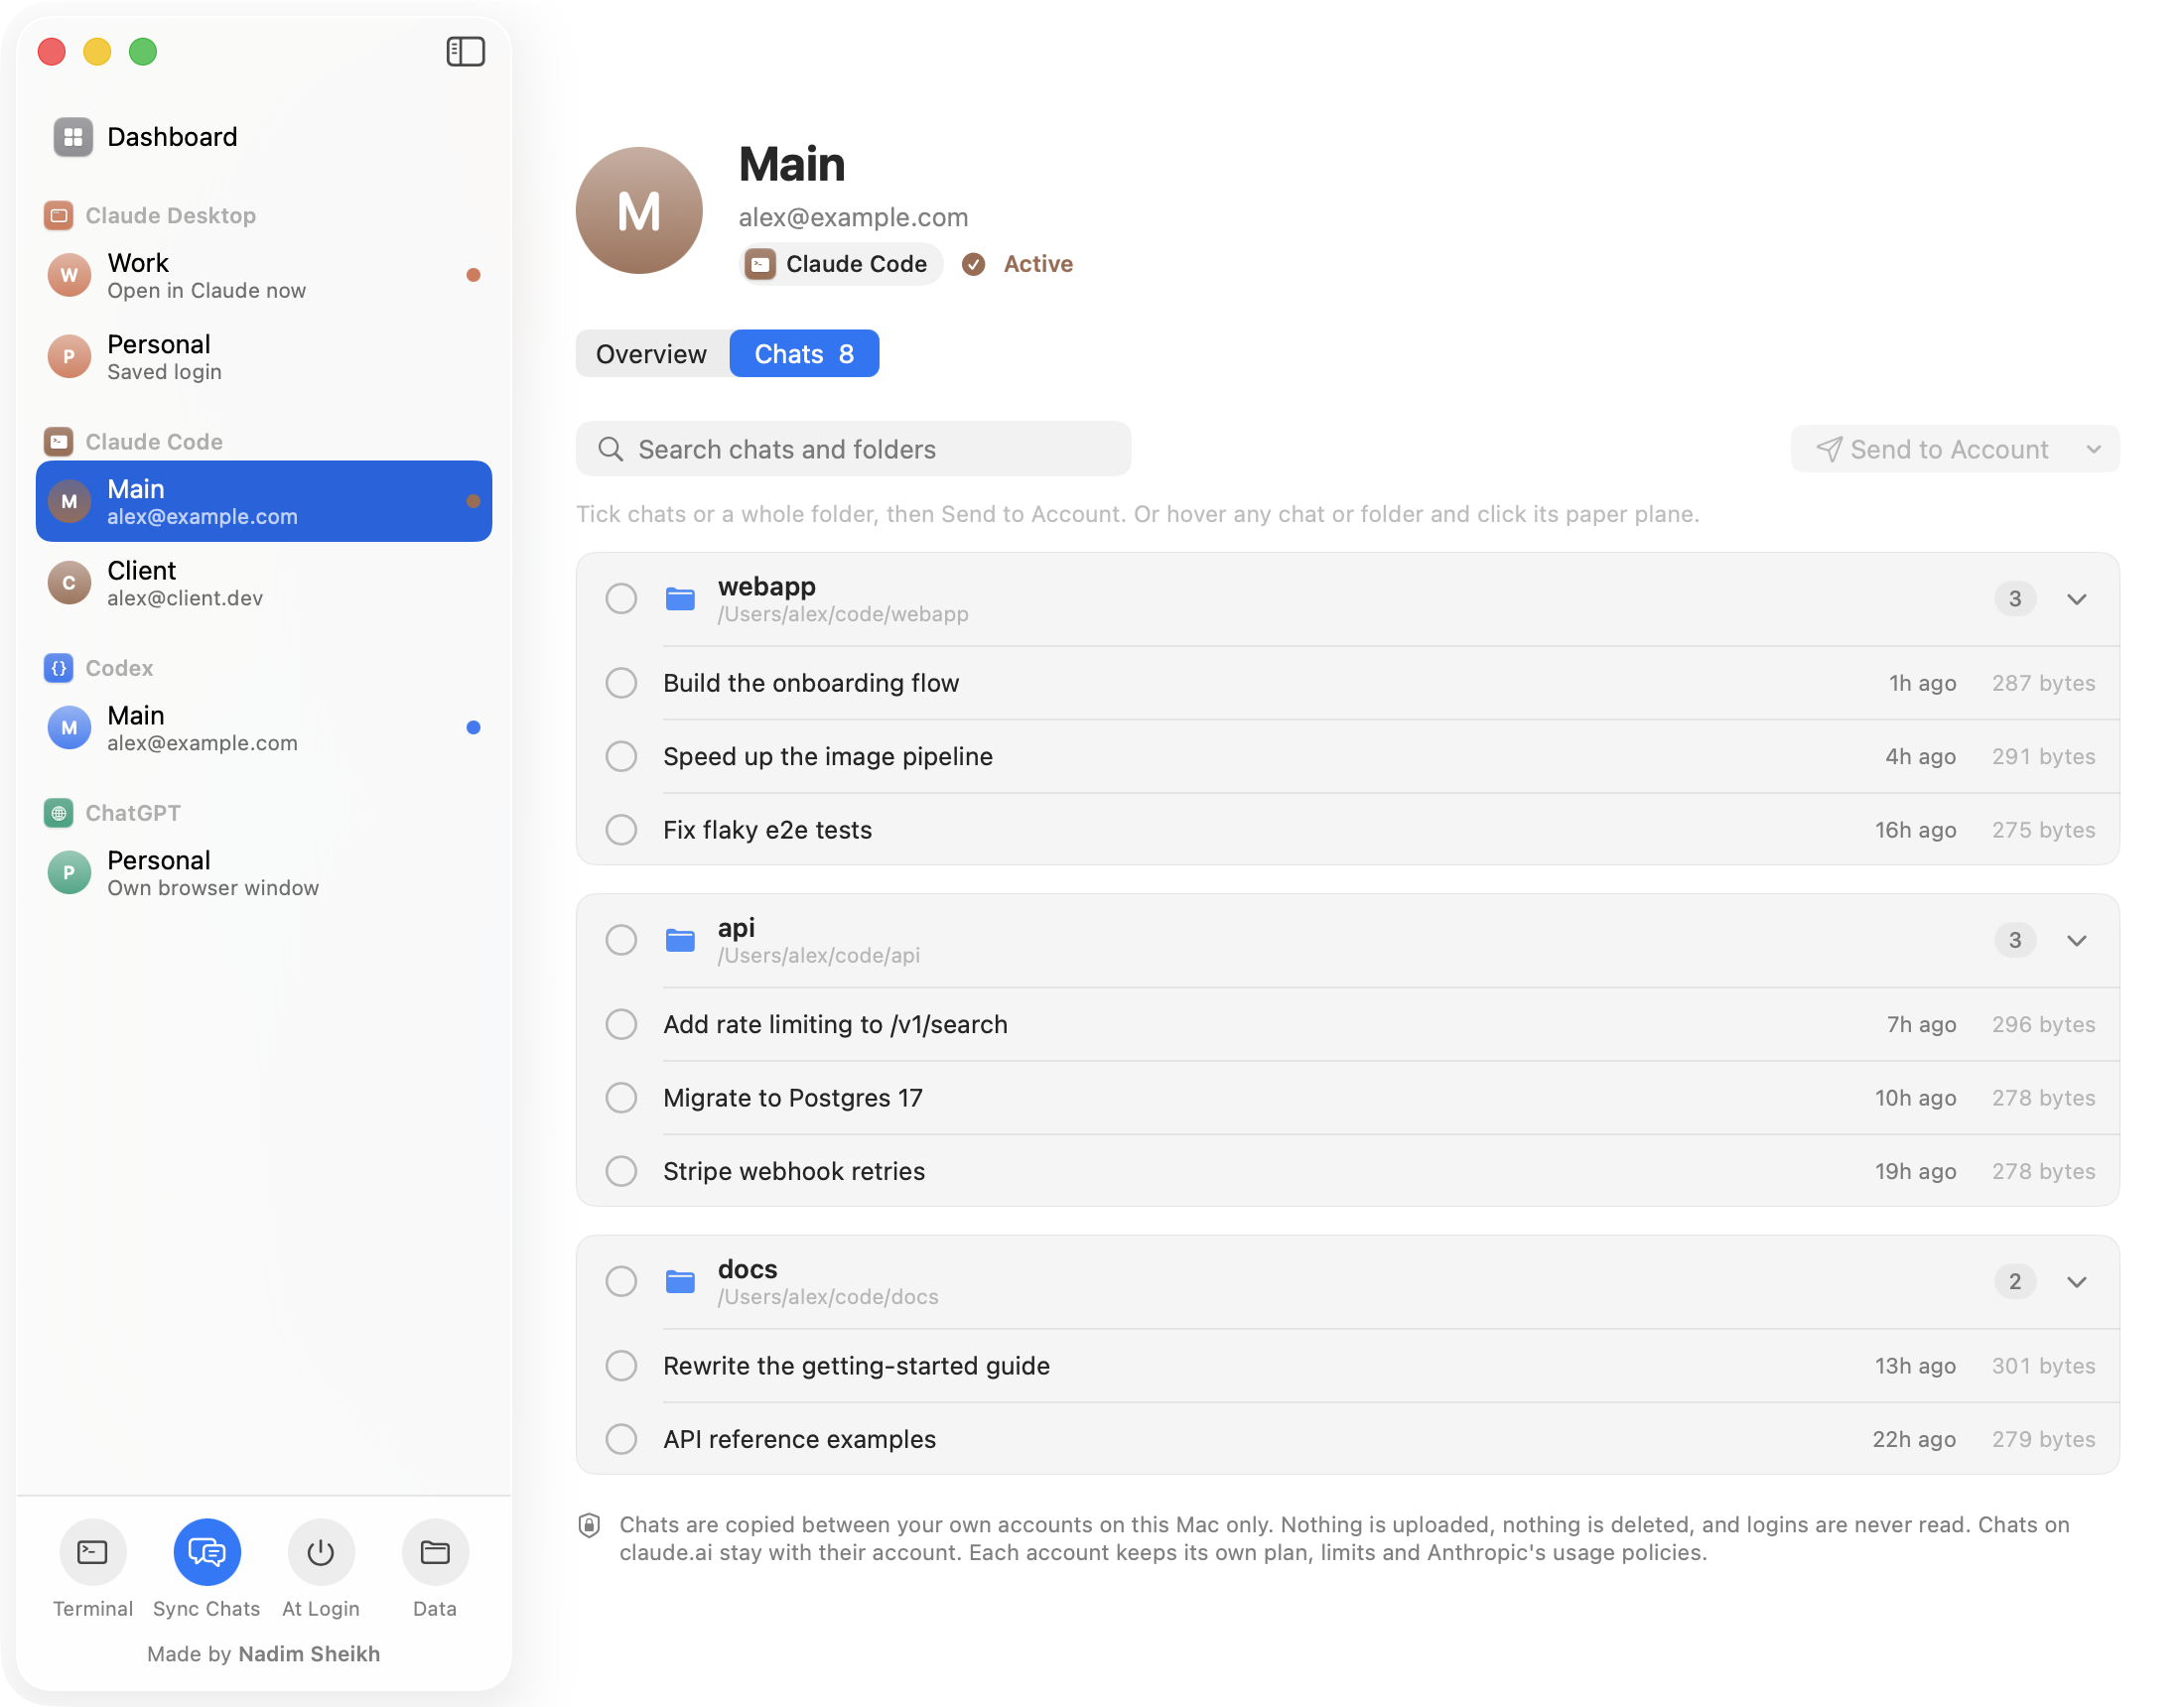 Dashboard
Claude Desktop
W
Work
Open in Claude now
P
Personal
Saved login
Claude Code
M
Main
alex@example.com
C
Client
alex@client.dev
{} Codex
M
Main
alex@example.com
ChatGPT
P
Personal
Own browser window
Terminal
Sync Chats
At Login
Data
Made by Nadim Sheikh
M
Main
alex@example.com
Claude Code
Active
Overview
Chats 8
Search chats and folders
Send to Account
Tick chats or a whole folder, then Send to Account. Or hover any chat or folder and click its paper plane.
webapp
/Users/alex/code/webapp
3
Build the onboarding flow 1h ago 287 bytes
Speed up the image pipeline 4h ago 291 bytes
Fix flaky e2e tests 16h ago 275 bytes
api
/Users/alex/code/api
3
Add rate limiting to /v1/search 7h ago 296 bytes
Migrate to Postgres 17 10h ago 278 bytes
Stripe webhook retries 19h ago 278 bytes
docs
/Users/alex/code/docs
2
Rewrite the getting-started guide 13h ago 301 bytes
API reference examples 22h ago 279 bytes
Chats are copied between your own accounts on this Mac only. Nothing is uploaded, nothing is deleted, and logins are never read. Chats on
claude.ai stay with their account. Each account keeps its own plan, limits and Anthropic's usage policies.